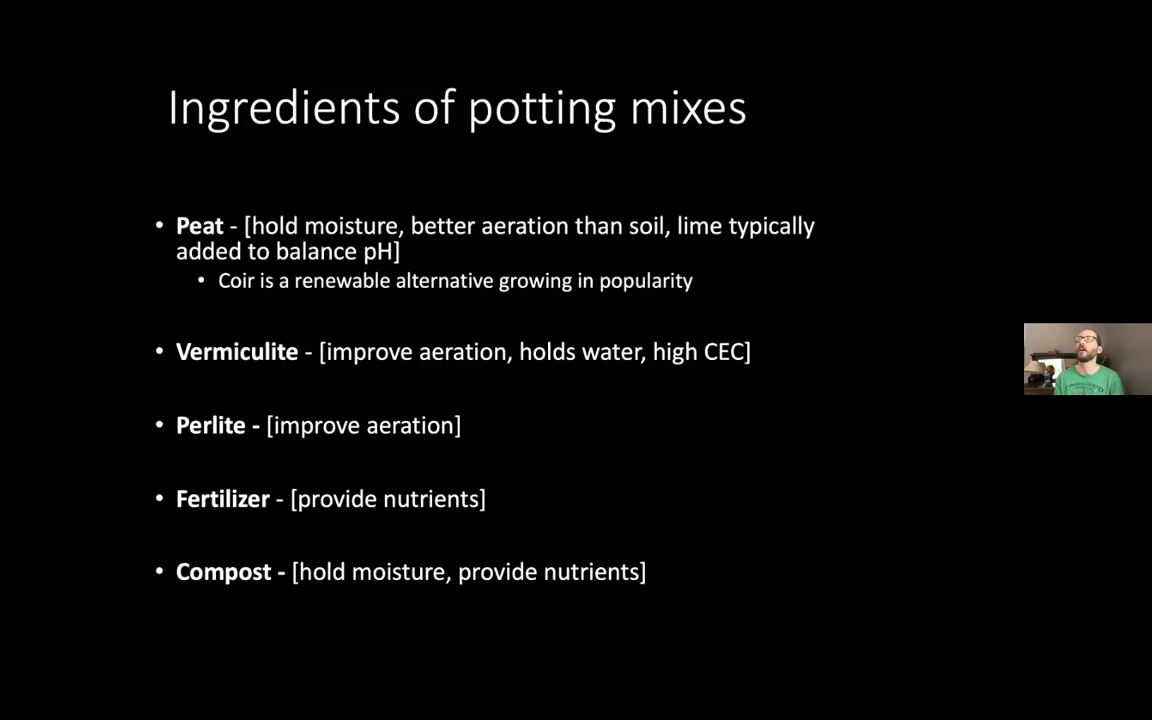 Ingredients of potting mixes
• Peat - [hold moisture, better aeration than soil, lime typically
added to balance pH]
• Coir is a renewable alternative growing in popularity
• Vermiculite - [improve aeration, holds water, high CEC]
• Perlite - [improve aeration]
• Fertilizer - [provide nutrients]
• Compost - [hold moisture, provide nutrients]